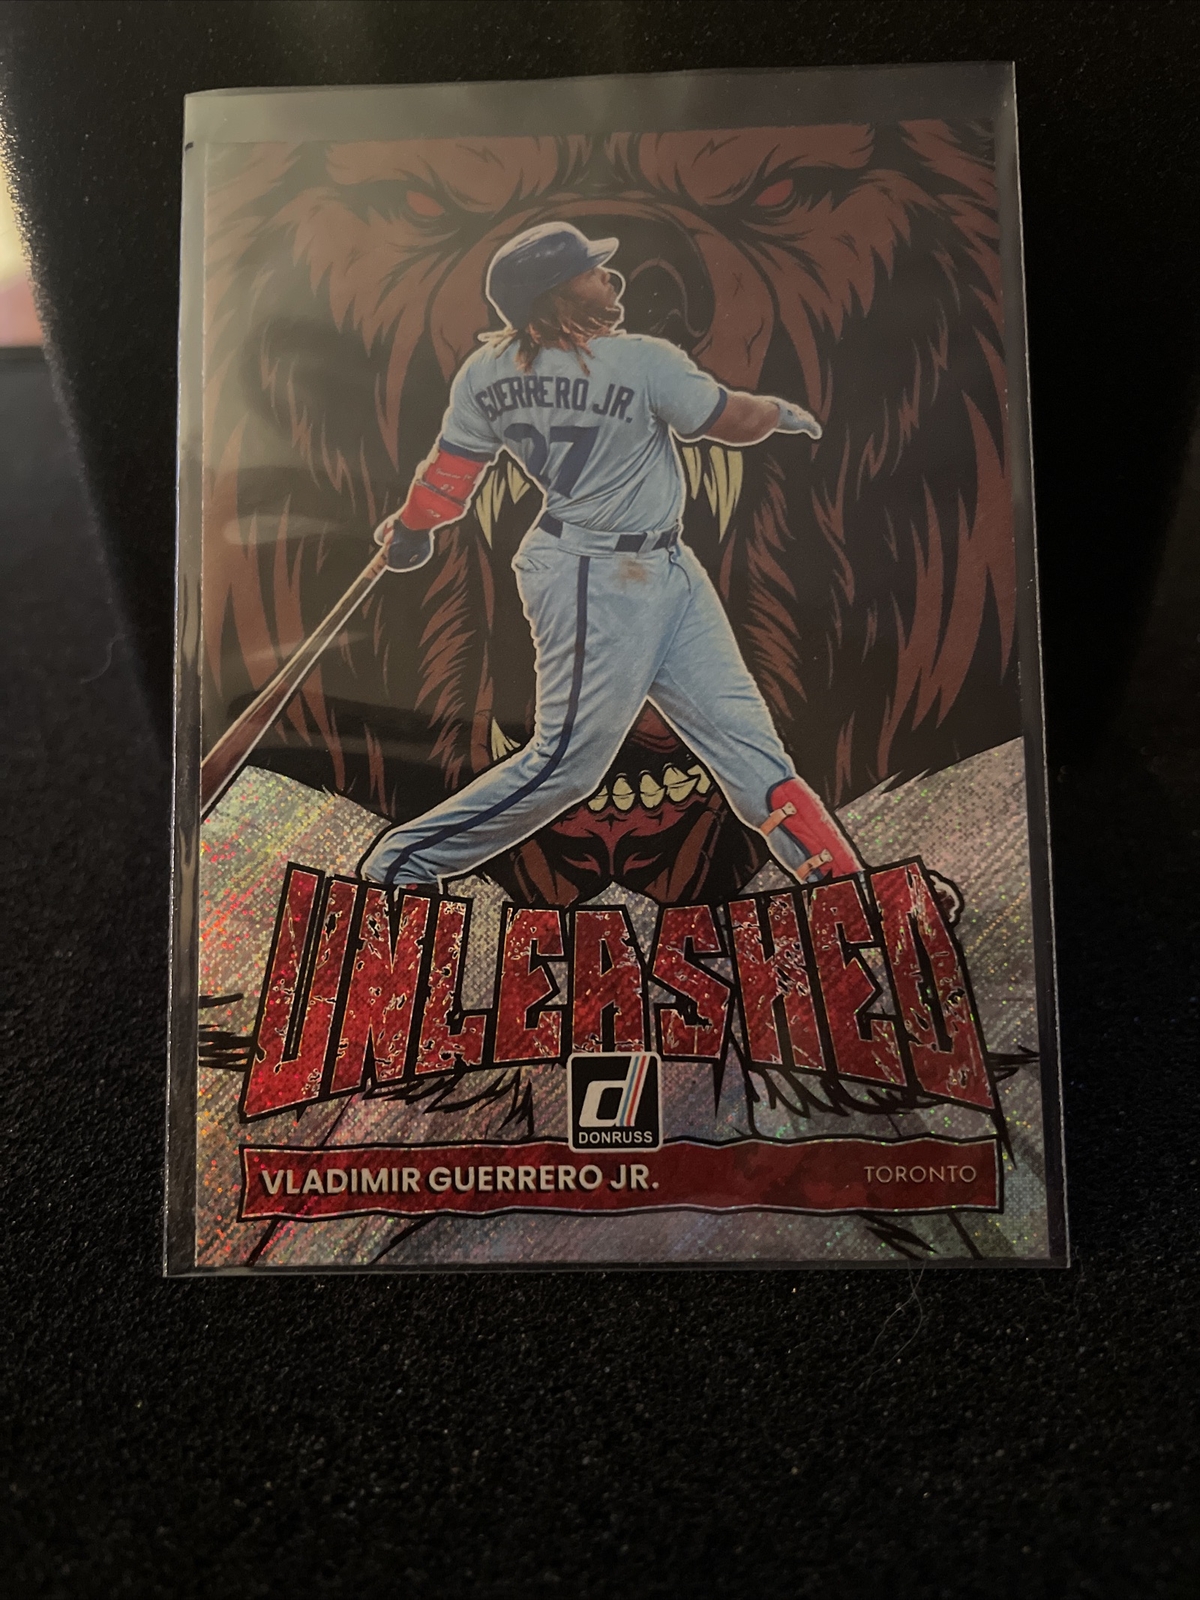 GUERRERO JR.
27
UNLEASHED
d
DONRUSS
VLADIMIR GUERRERO JR.
TORONTO